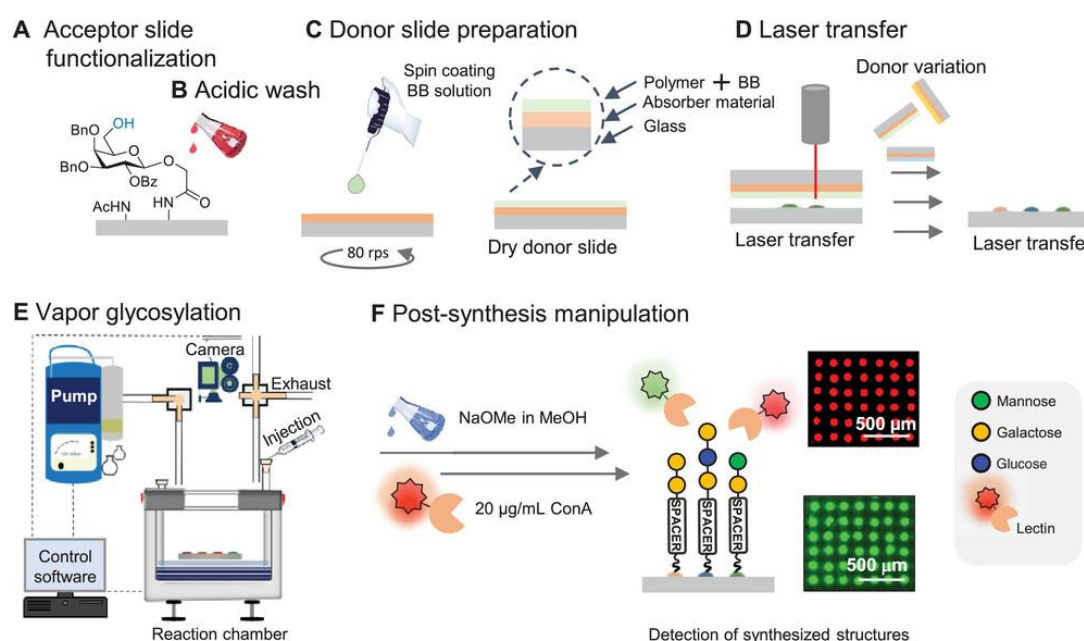 A Acceptor slide
functionalization
B Acidic wash
OH
BnO
O
BnO
OBz
O
AcHN
HN
O
C Donor slide preparation
Spin coating
BB solution
80 rps
Polymer + BB
Absorber material
Glass
Dry donor slide
D Laser transfer
Donor variation
Laser transfer
Laser transfe
E Vapor glycosylation
Camera
Pump
Exhaust
Injection
Control
software
Reaction chamber
F Post-synthesis manipulation
NaOMe in MeOH
20 µg/mL ConA
SPACER
SPACER
SPACER
500 µm
500 µm
Detection of synthesized structures
Mannose
Galactose
Glucose
Lectin